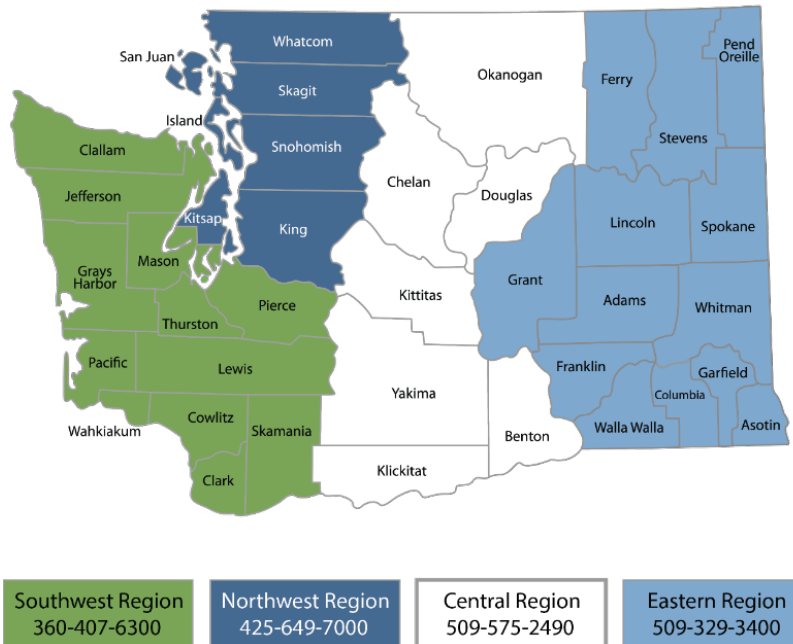 Whatcom
San Juan
Skagit
Island
Snohomish
Clallam
Jefferson
Kitsap
King
Grays
Harbor
Mason
Pierce
Thurston
Pacific
Lewis
Wahkiakum
Cowlitz
Skamania
Clark
Okanogan
Chelan
Douglas
Kittitas
Yakima
Benton
Klickitat
Ferry
Stevens
Pend
Oreille
Lincoln
Spokane
Grant
Adams
Whitman
Franklin
Walla Walla
Columbia
Garfield
Asotin
Southwest Region
360-407-6300
Northwest Region
425-649-7000
Central Region
509-575-2490
Eastern Region
509-329-3400